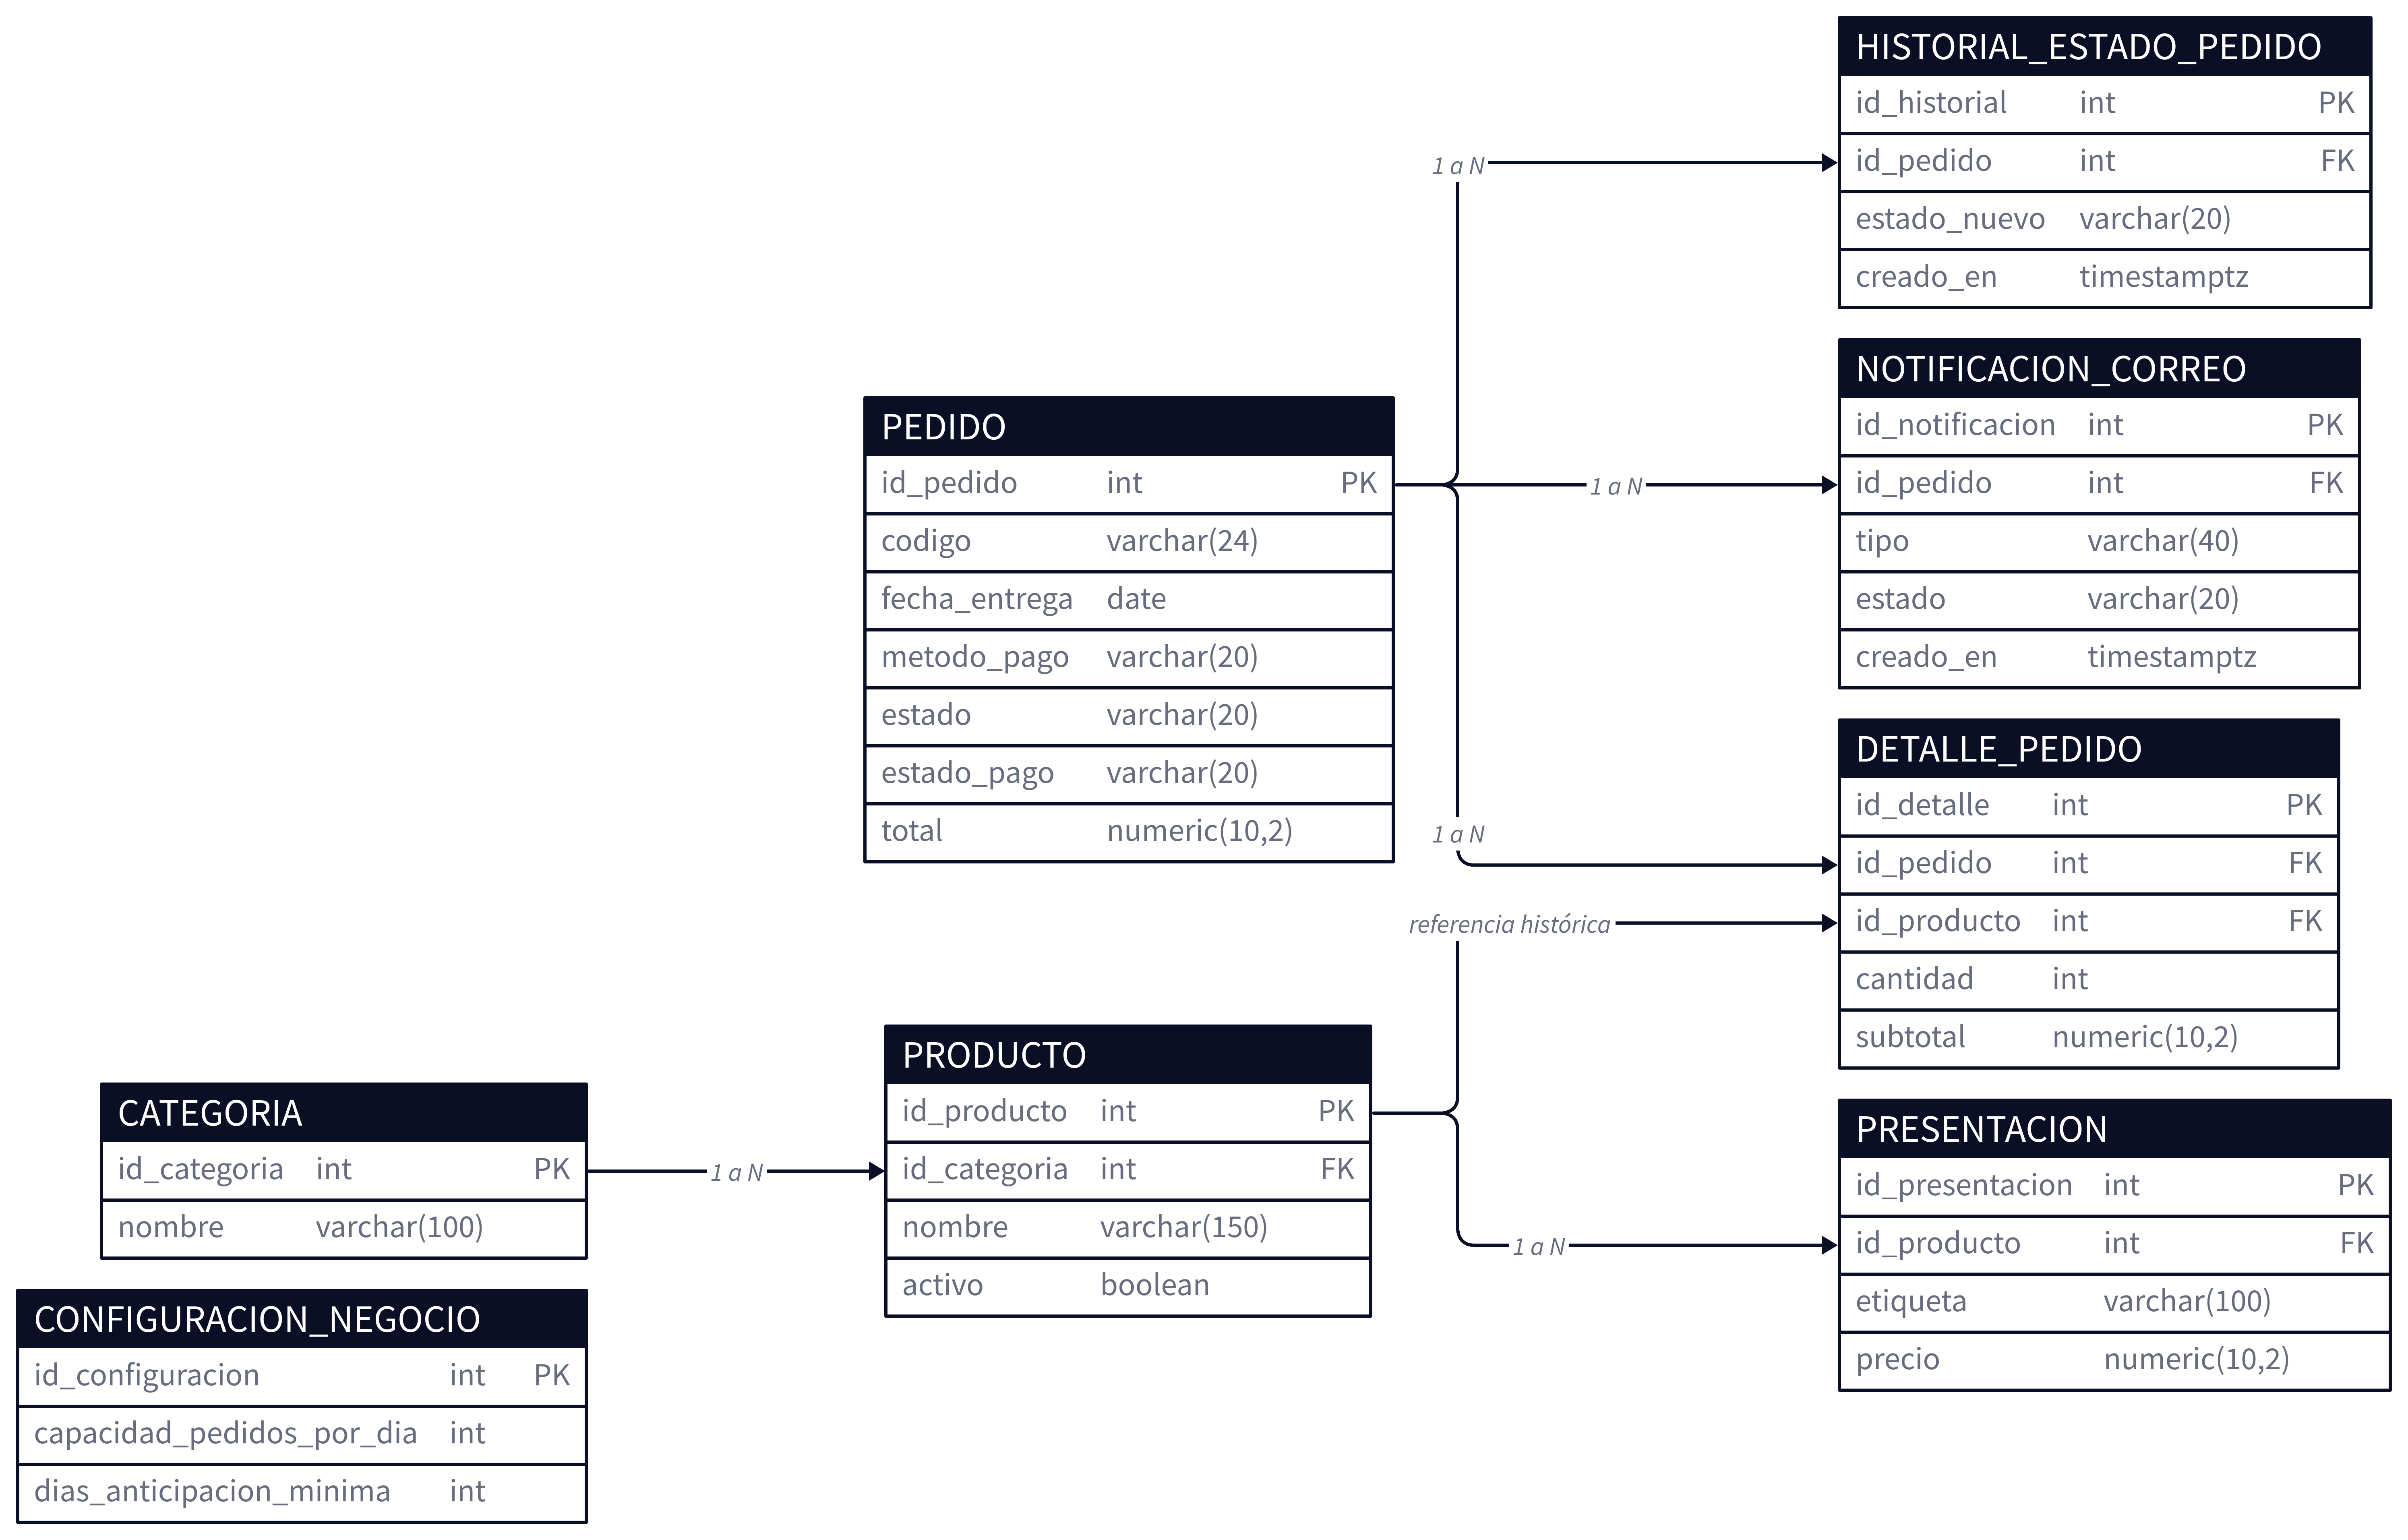 HISTORIAL_ESTADO_PEDIDO
id_historial int PK
id_pedido int FK
estado_nuevo varchar(20)
creado_en timestamptz
1 a N
NOTIFICACION_CORREO
id_notificacion int PK
id_pedido int FK
tipo varchar(40)
estado varchar(20)
creado_en timestamptz
1 a N
PEDIDO
id_pedido int PK
codigo varchar(24)
fecha_entrega date
metodo_pago varchar(20)
estado varchar(20)
estado_pago varchar(20)
total numeric(10,2)
1 a N
DETALLE_PEDIDO
id_detalle int PK
id_pedido int FK
id_producto int FK
cantidad int
subtotal numeric(10,2)
referencia histórica
PRODUCTO
id_producto int PK
id_categoria int FK
nombre varchar(150)
activo boolean
CATEGORIA
id_categoria int PK
nombre varchar(100)
1 a N
PRESENTACION
id_presentacion int PK
id_producto int FK
etiqueta varchar(100)
precio numeric(10,2)
1 a N
CONFIGURACION_NEGOCIO
id_configuracion int PK
capacidad_pedidos_por_dia int
dias_anticipacion_minima int